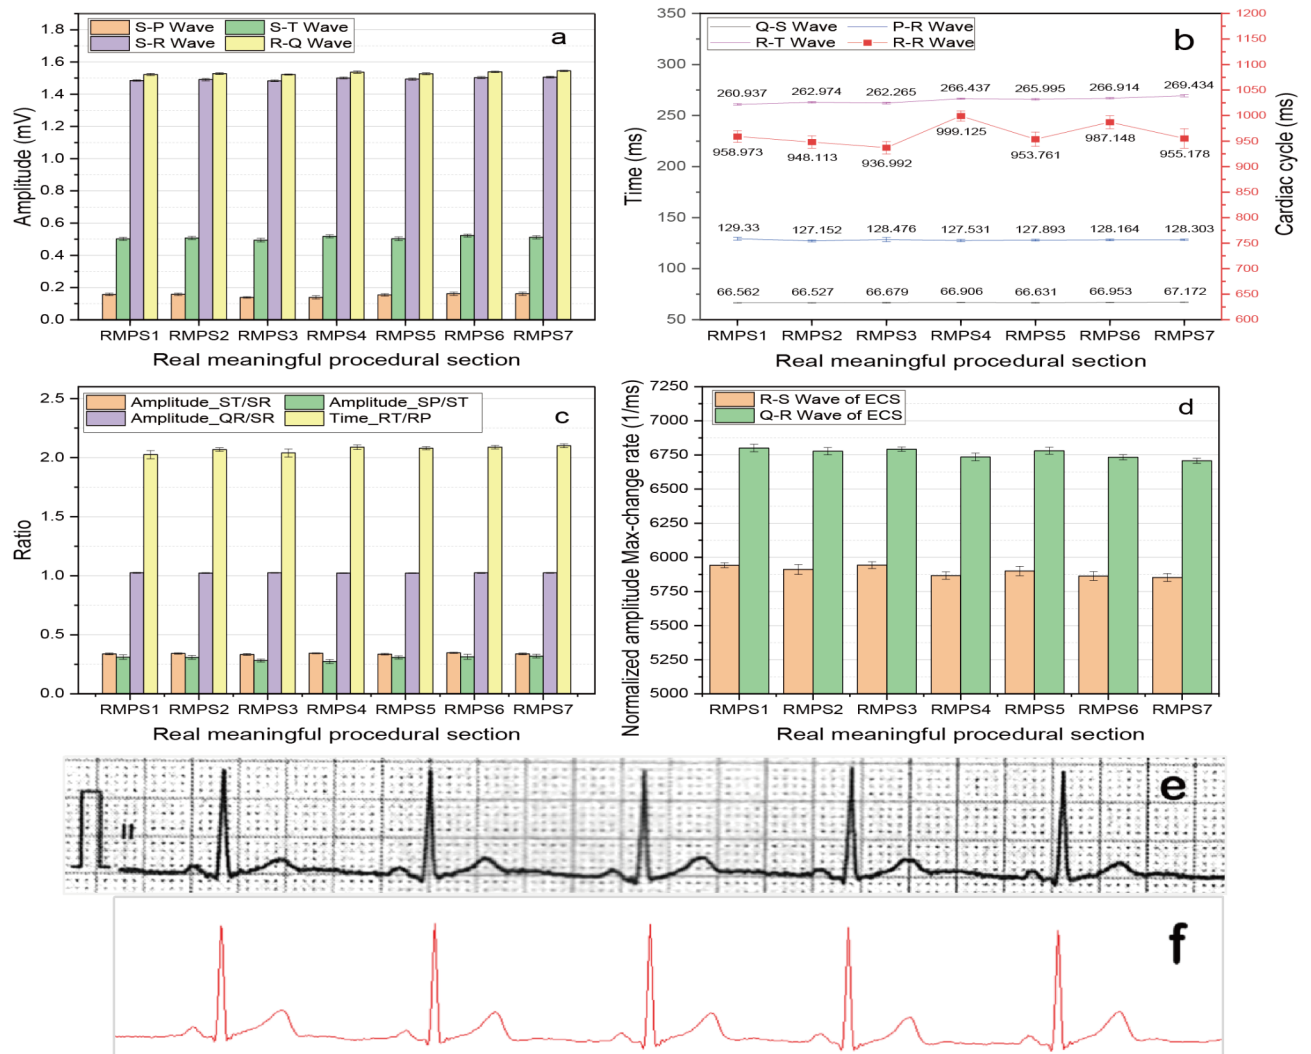 S-P Wave S-T Wave
S-R Wave R-Q Wave
a
Amplitude (mV)
1.8
1.6
1.4
1.2
1.0
0.8
0.6
0.4
0.2
0.0
RMPS1 RMPS2 RMPS3 RMPS4 RMPS5 RMPS6 RMPS7
Real meaningful procedural section
Q-S Wave P-R Wave
R-T Wave R-R Wave
b
Time (ms)
350
300
250
200
150
100
50
260.937 262.974 262.265 266.437 265.995 266.914 269.434
958.973 948.113 936.992 999.125 953.761 987.148 955.178
129.33 127.152 128.476 127.531 127.893 128.164 128.303
66.562 66.527 66.679 66.906 66.631 66.953 67.172
1200
1150
1100
1050
1000
950
900
850
800
750
700
650
600
Cardiac cycle (ms)
RMPS1 RMPS2 RMPS3 RMPS4 RMPS5 RMPS6 RMPS7
Real meaningful procedural section
Amplitude_ST/SR Amplitude_SP/ST
Amplitude_QR/SR Time_RT/RP
c
Ratio
2.5
2.0
1.5
1.0
0.5
0.0
RMPS1 RMPS2 RMPS3 RMPS4 RMPS5 RMPS6 RMPS7
Real meaningful procedural section
R-S Wave of ECS
Q-R Wave of ECS
d
Normalized amplitude Max-change rate (1/ms)
7250
7000
6750
6500
6250
6000
5750
5500
5250
5000
RMPS1 RMPS2 RMPS3 RMPS4 RMPS5 RMPS6 RMPS7
Real meaningful procedural section
e
II
f